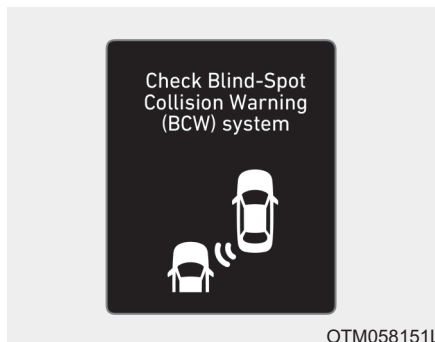 Check Blind-Spot
Collision Warning
(BCW) system
OTM058151L